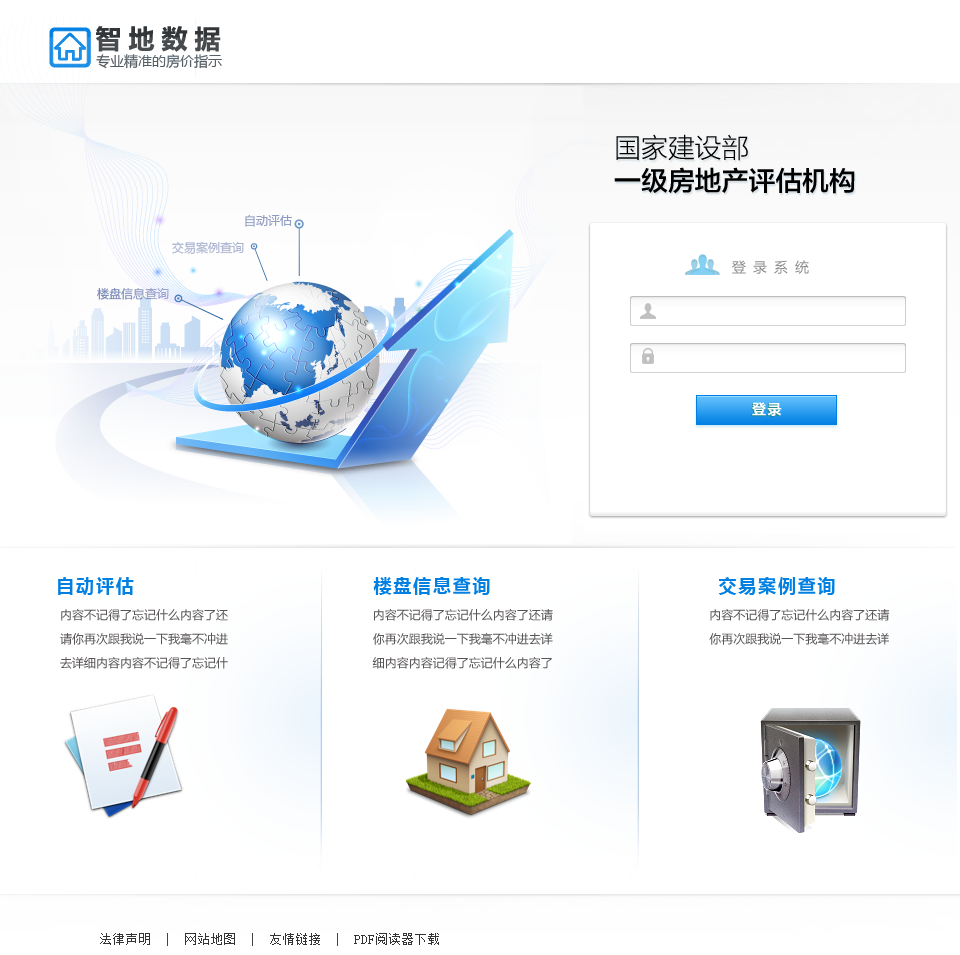 智地数据
专业精准的房价指示
国家建设部
一级房地产评估机构
自动评估
交易案例查询
楼盘信息查询
登录系统
登录
自动评估
内容不记得了忘记什么内容了还
请你再次跟我说一下我毫不冲进
去详细内容内容不记得了忘记什
楼盘信息查询
内容不记得了忘记什么内容了还请
你再次跟我说一下我毫不冲进去详
细内容内容记得了忘记什么内容了
交易案例查询
内容不记得了忘记什么内容了还请
你再次跟我说一下我毫不冲进去详
法律声明 | 网站地图 | 友情链接 | PDF阅读器下载